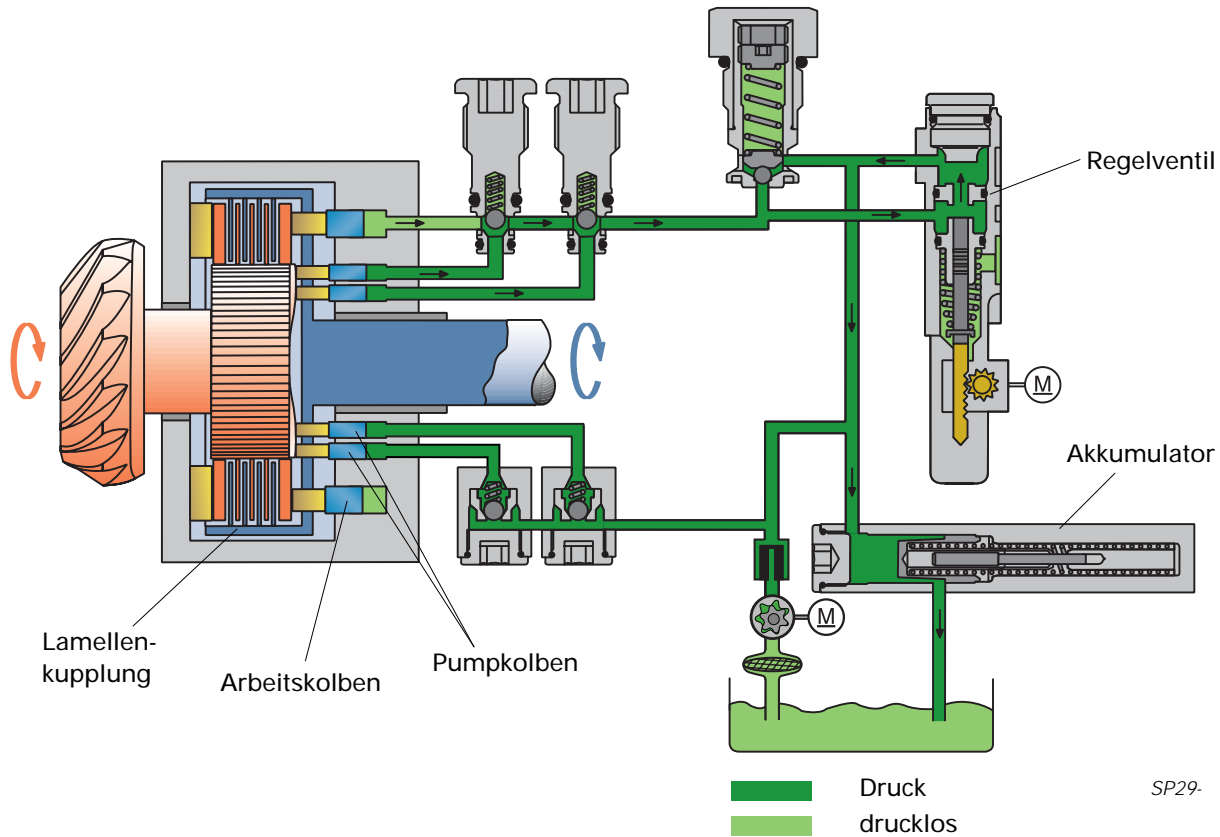 Regelventil
M
Akkumulator
M
Lamellen-
kupplung
Arbeitskolben
Pumpkolben
Druck
drucklos
SP29-